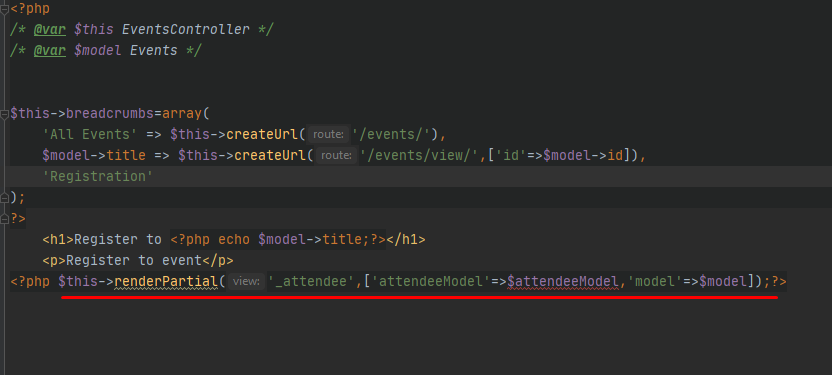 <?php
/* @var $this EventsController */
/* @var $model Events */
$this->breadcrumbs=array(
'All Events' => $this->createUrl( route: '/events/'),
$model->title => $this->createUrl( route: '/events/view/',['id'=>$model->id]),
'Registration'
);
?>
<h1>Register to <?php echo $model->title;?></h1>
<p>Register to event</p>
<?php $this->renderPartial( view: '_attendee',['attendeeModel'=>$attendeeModel,'model'=>$model]);?>